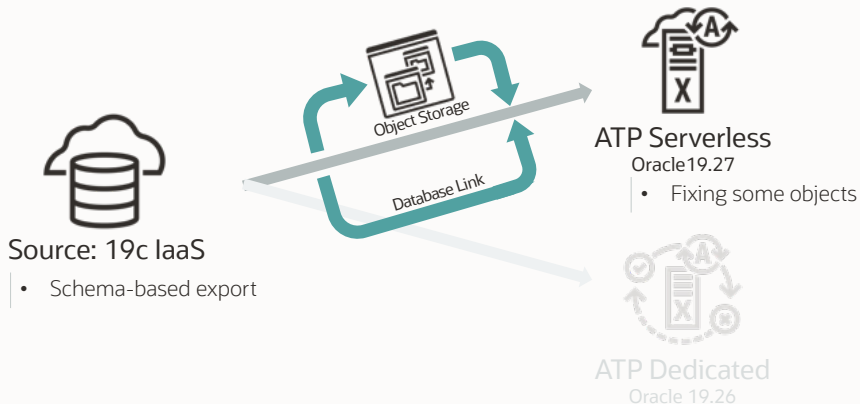 Object Storage
Database Link
Source: 19c IaaS
• Schema-based export
A
X
ATP Serverless
Oracle19.27
• Fixing some objects
A
X
ATP Dedicated
Oracle 19.26